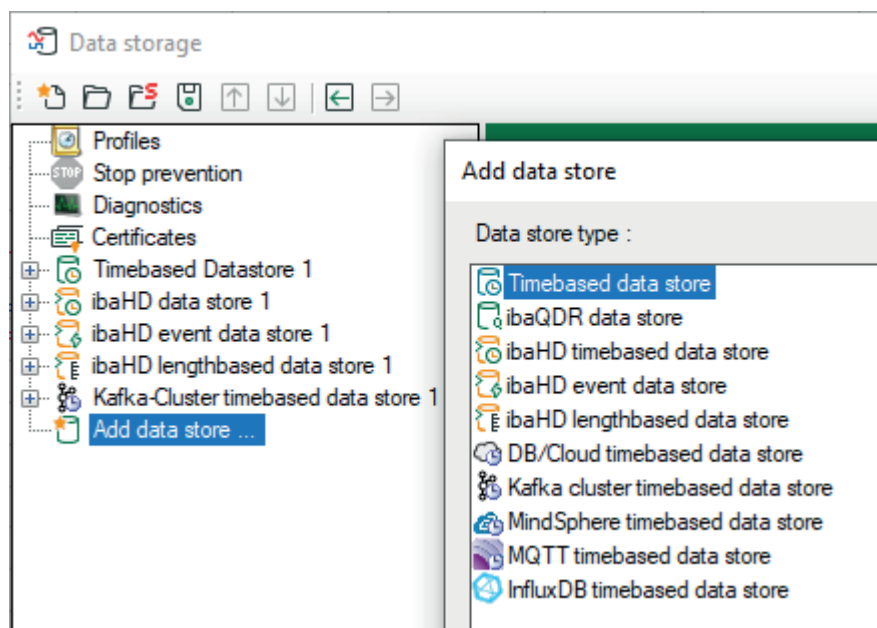 Data storage
Profiles
STOP Stop prevention
Diagnostics
Certificates
Timebased Datastore 1
ibaHD data store 1
ibaHD event data store 1
ibaHD lengthbased data store 1
Kafka-Cluster timebased data store 1
Add data store ...
Add data store
Data store type :
Timebased data store
ibaQDR data store
ibaHD timebased data store
ibaHD event data store
ibaHD lengthbased data store
DB/Cloud timebased data store
Kafka cluster timebased data store
MindSphere timebased data store
MQTT timebased data store
InfluxDB timebased data store